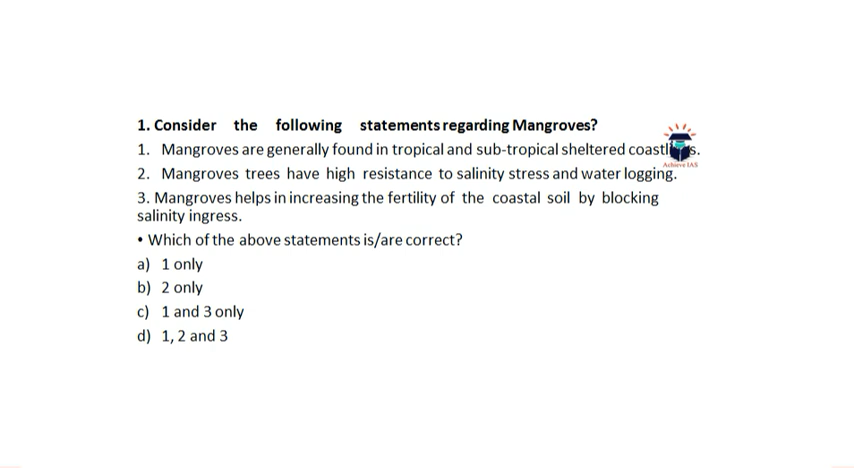 1. Consider the following statements regarding Mangroves?
1. Mangroves are generally found in tropical and sub-tropical sheltered
Achieve IAS
2. Mangroves trees have high resistance to salinity stress and water logging.
3. Mangroves helps in increasing the fertility of the coastal soil by blocking
salinity ingress.
• Which of the above statements is/are correct?
a) 1 only
b) 2 only
c) 1 and 3 only
d) 1, 2 and 3